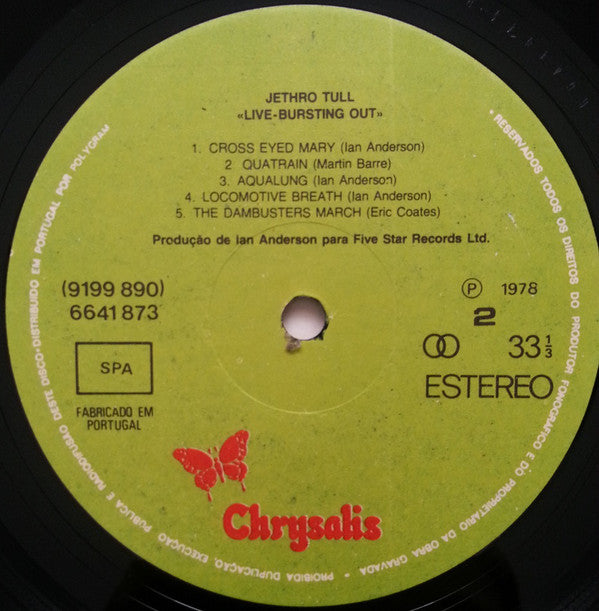 JETHRO TULL
«LIVE-BURSTING OUT»
1. CROSS EYED MARY (Ian Anderson)
2 QUATRAIN (Martin Barre)
3. AQUALUNG (Ian Anderson)
4. LOCOMOTIVE BREATH (Ian Anderson)
5. THE DAMBUSTERS MARCH (Eric Coates)
Produção de Ian Anderson para Five Star Records Ltd.
(9199 890)
6641 873
SPA
FABRICADO EM
PORTUGAL
Ⓟ 1978
2
33 1/3
ESTEREO
Chrysalis
• RESERVADOS TODOS OS DIREITOS DO PRODUTOR FONOGRÁFICO E DO PROPRIETÁRIO DA OBRA GRAVADA • PROIBIDA DUPLICAÇÃO, EXECUÇÃO PÚBLICA E RADIODIFUSÃO DESTE DISCO • DISTRIBUIDO EM PORTUGAL POR POLYGRAM